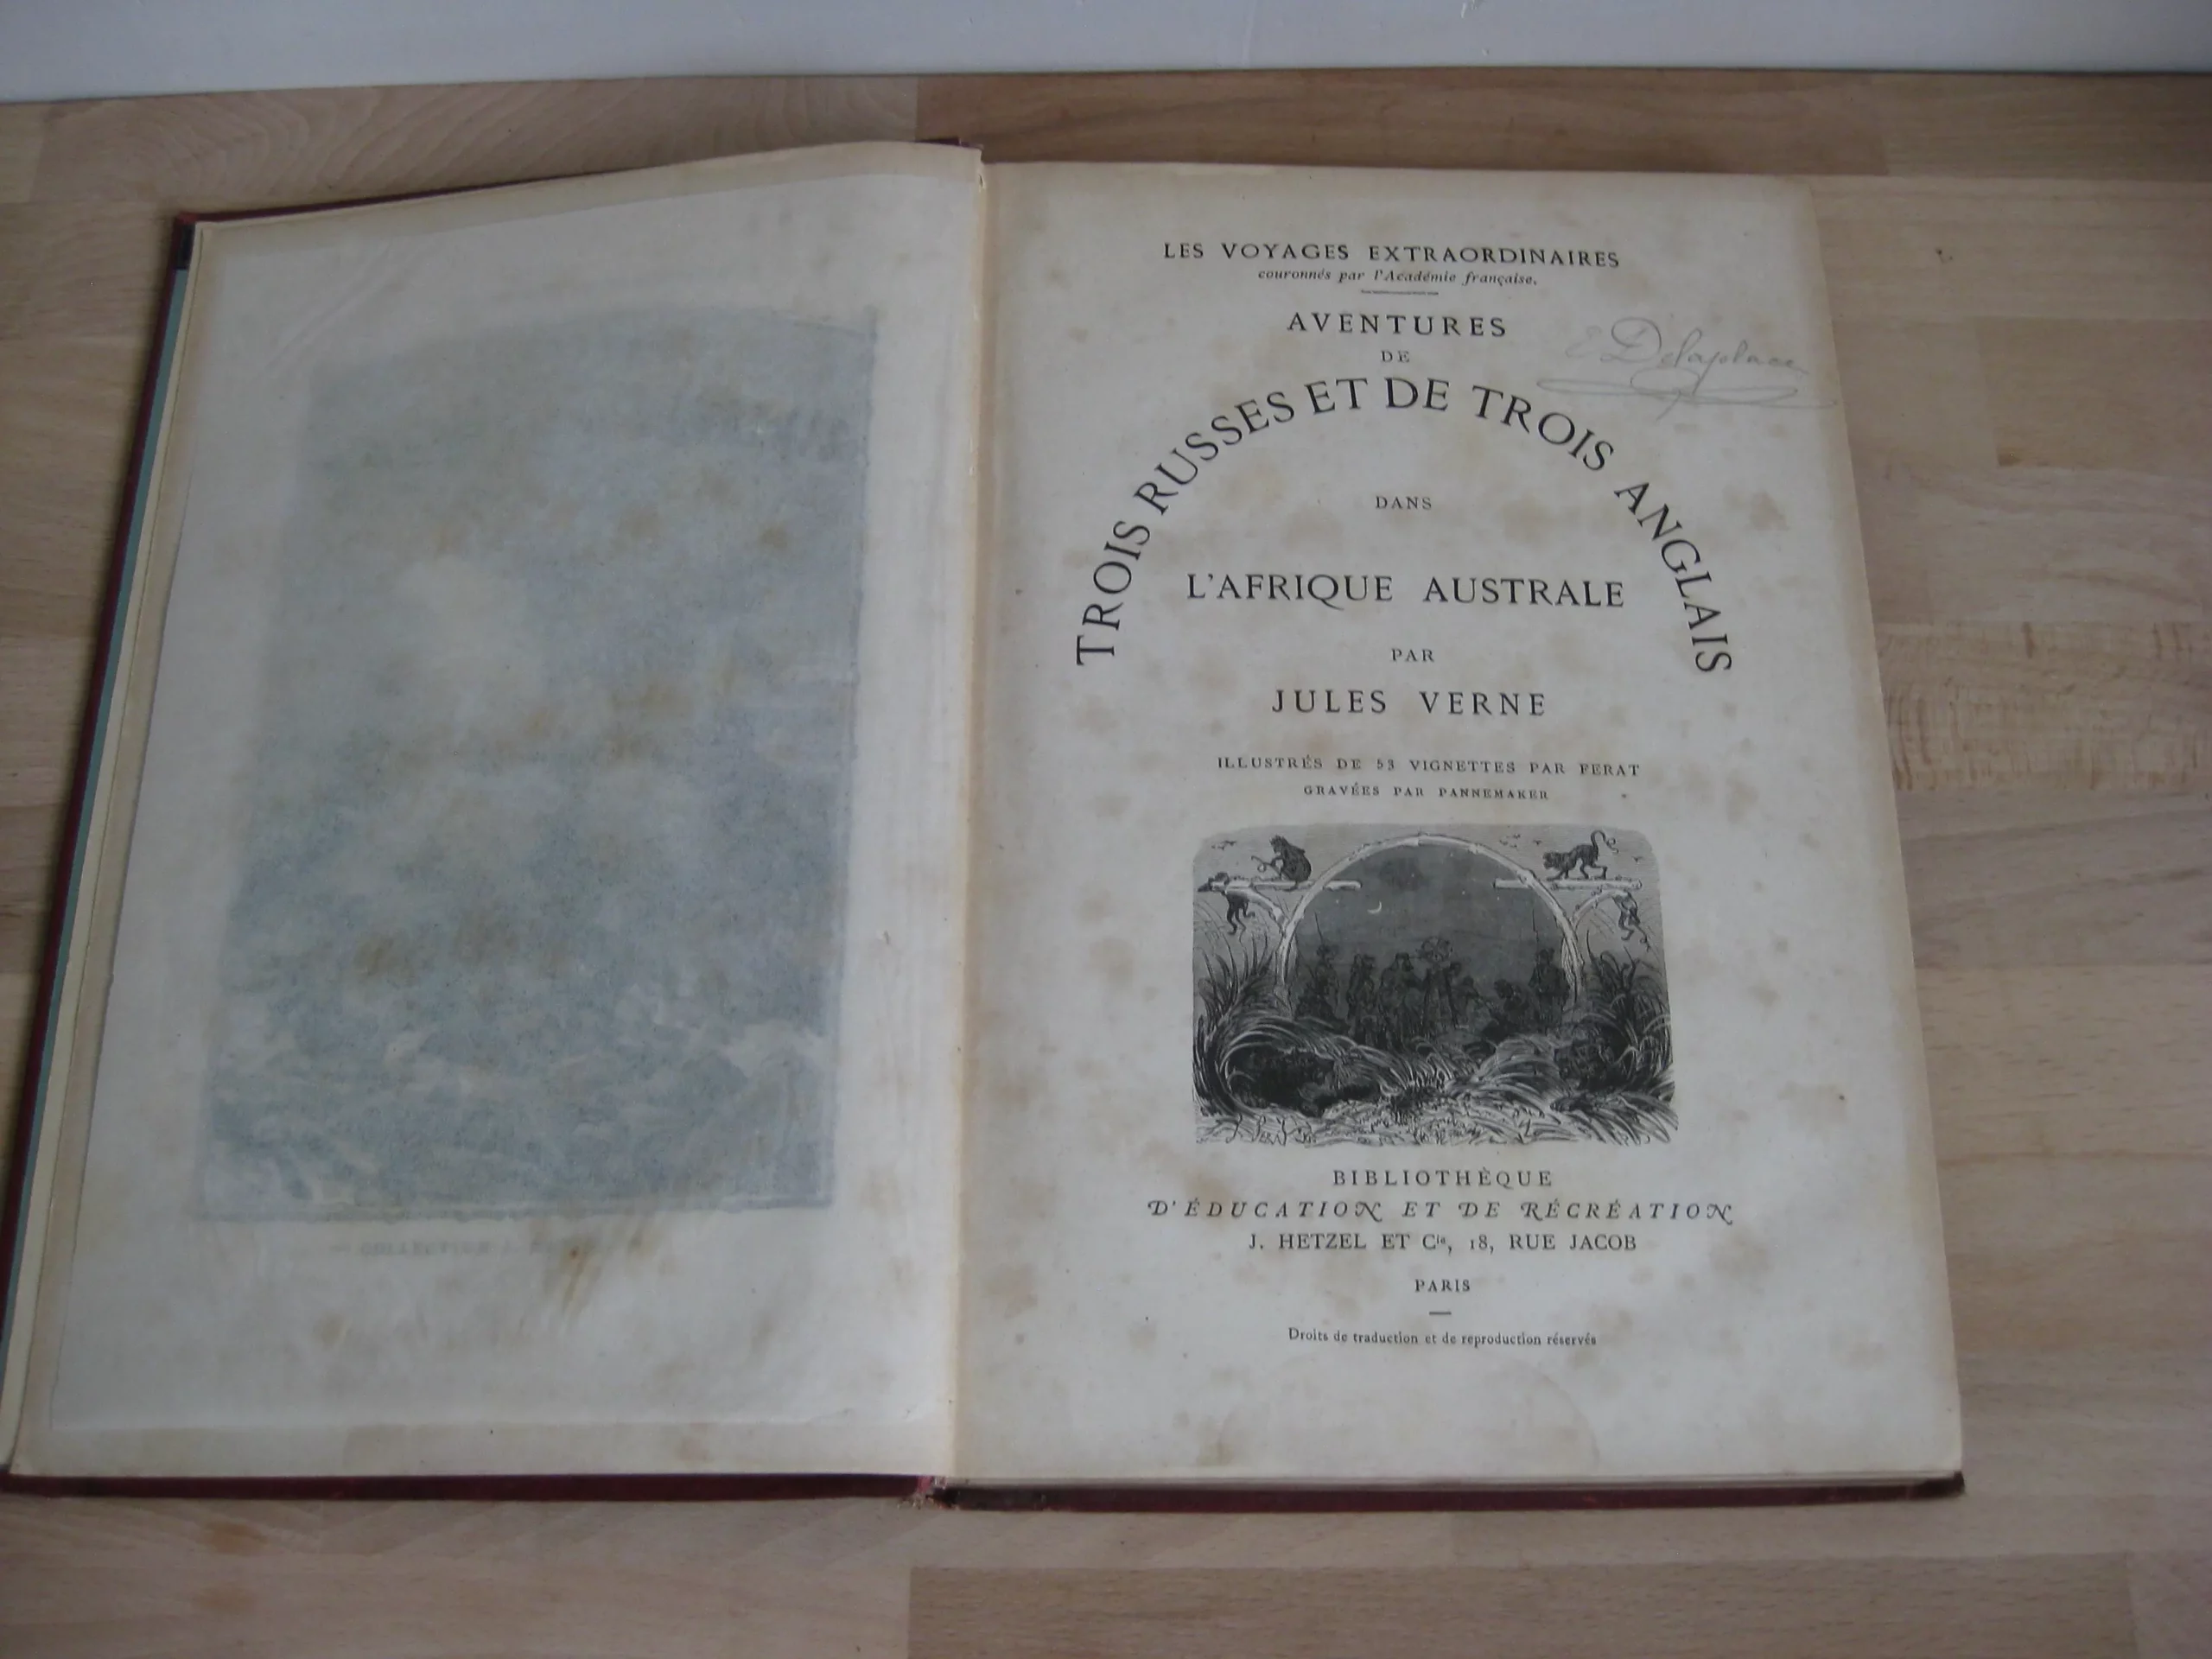 LES VOYAGES EXTRAORDINAIRES
couronnés par l'Académie française.
AVENTURES
DE
TROIS RUSSES ET DE TROIS ANGLAIS
DANS
L'AFRIQUE AUSTRALE
PAR
JULES VERNE
ILLUSTRÉS DE 53 VIGNETTES PAR FERAT
GRAVÉES PAR PANNEMAKER
BIBLIOTHÈQUE
D'ÉDUCATION ET DE RÉCRÉATION
J. HETZEL ET Cie, 18, RUE JACOB
PARIS
Droits de traduction et de reproduction réservés
Delaplace
COLLECTION